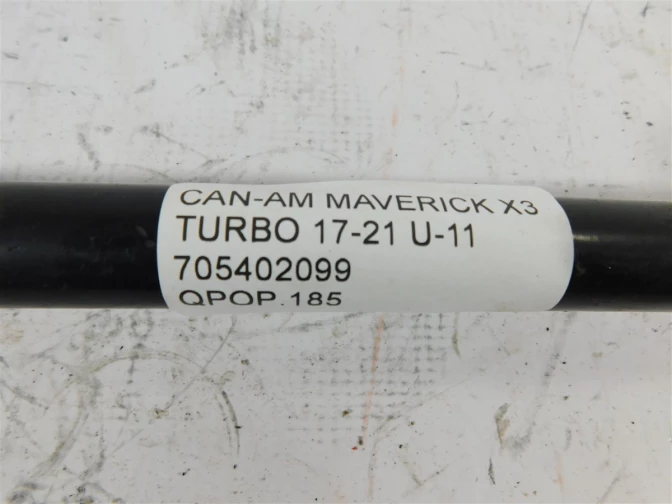 CAN-AM MAVERICK X3
TURBO 17-21 U-11
705402099
QPOP.185